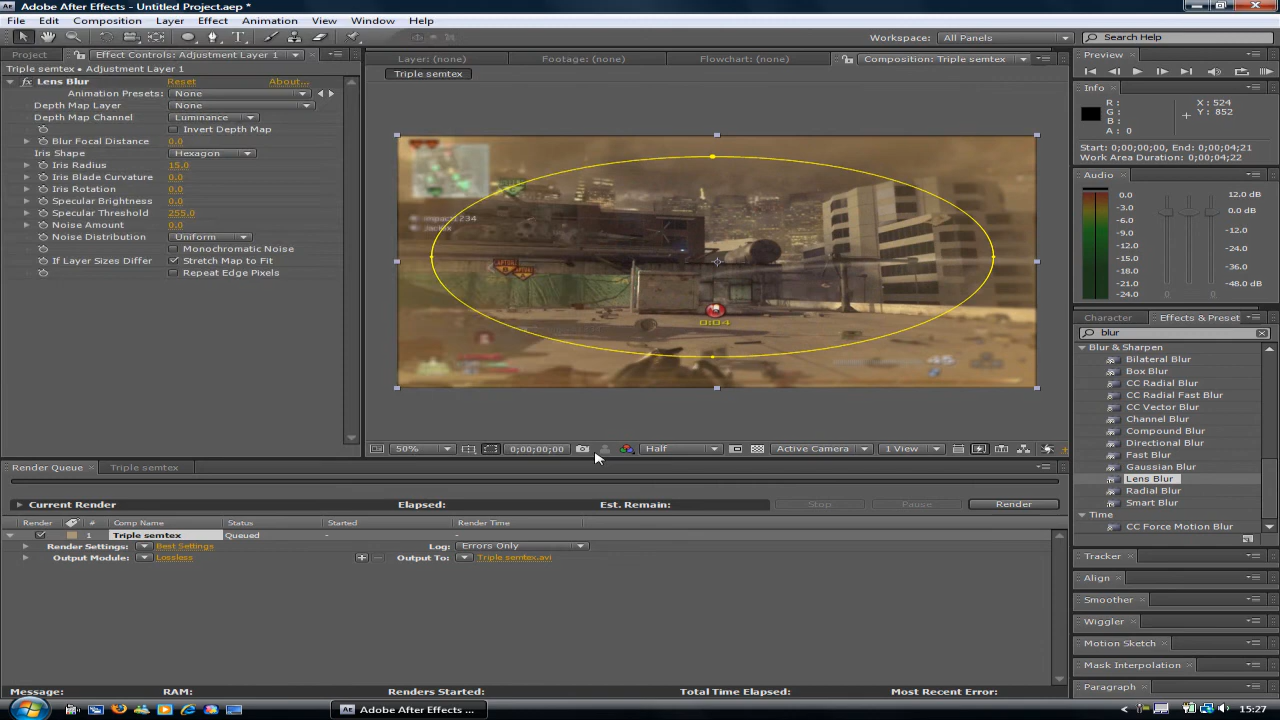 Adobe After Effects - Untitled Project.aep *
File Edit Composition Layer Effect Animation View Window Help
Workspace: All Panels Search Help
Project Effect Controls: Adjustment Layer 1
Triple semtex • Adjustment Layer 1
fx Lens Blur Reset About...
Animation Presets: None
Depth Map Layer None
Depth Map Channel Luminance
Invert Depth Map
Blur Focal Distance 0.0
Iris Shape Hexagon
Iris Radius 15.0
Iris Blade Curvature 0.0
Iris Rotation 0.0
Specular Brightness 0.0
Specular Threshold 255.0
Noise Amount 0.0
Noise Distribution Uniform
Monochromatic Noise
If Layer Sizes Differ Stretch Map to Fit
Repeat Edge Pixels
Layer: (none) Footage: (none) Flowchart: (none) Composition: Triple semtex
Triple semtex
0:04
50% 0;00;00;00 Half Active Camera 1 View
Preview
Info
R: X: 524
G: Y: 852
B:
A: 0
Start: 0;00;00;00, End: 0;00;04;21
Work Area Duration: 0;00;04;22
Audio
0.0 12.0 dB
-3.0
-6.0 0.0 dB
-9.0
-12.0 -12.0
-15.0 -24.0
-18.0 -36.0
-21.0
-24.0 -48.0 dB
Character Effects & Preset
blur
Blur & Sharpen
Bilateral Blur
Box Blur
CC Radial Blur
CC Radial Fast Blur
CC Vector Blur
Channel Blur
Compound Blur
Directional Blur
Fast Blur
Gaussian Blur
Lens Blur
Radial Blur
Smart Blur
Time
CC Force Motion Blur
Tracker
Align
Smoother
Wiggler
Motion Sketch
Mask Interpolation
Paragraph
Render Queue Triple semtex
Current Render Elapsed: Est. Remain: Stop Pause Render
Render # Comp Name Status Started Render Time
1 Triple semtex Queued - -
Render Settings: Best Settings Log: Errors Only
Output Module: Lossless Output To: Triple semtex.avi
Message: RAM: Renders Started: Total Time Elapsed: Most Recent Error:
Adobe After Effects ... 15:27